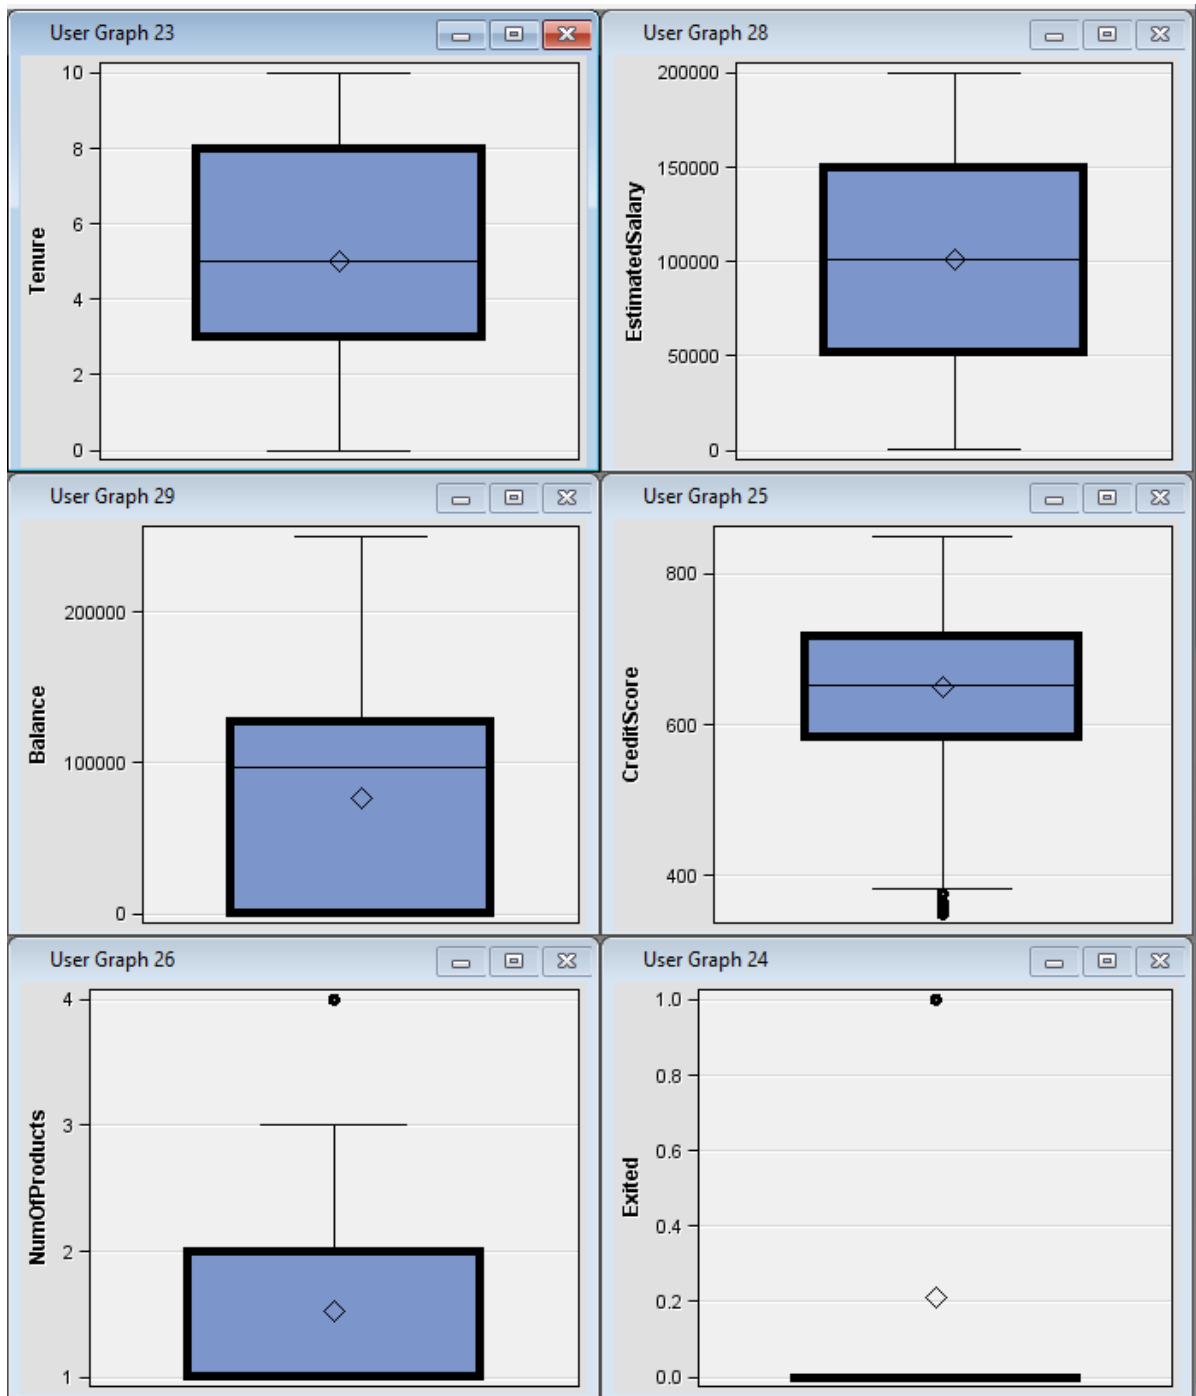 User Graph 23
10
8
6
4
2
0
Tenure
User Graph 28
200000
150000
100000
50000
0
EstimatedSalary
User Graph 29
200000
100000
0
Balance
User Graph 25
800
600
400
CreditScore
User Graph 26
4
3
2
1
NumOfProducts
User Graph 24
1.0
0.8
0.6
0.4
0.2
0.0
Exited